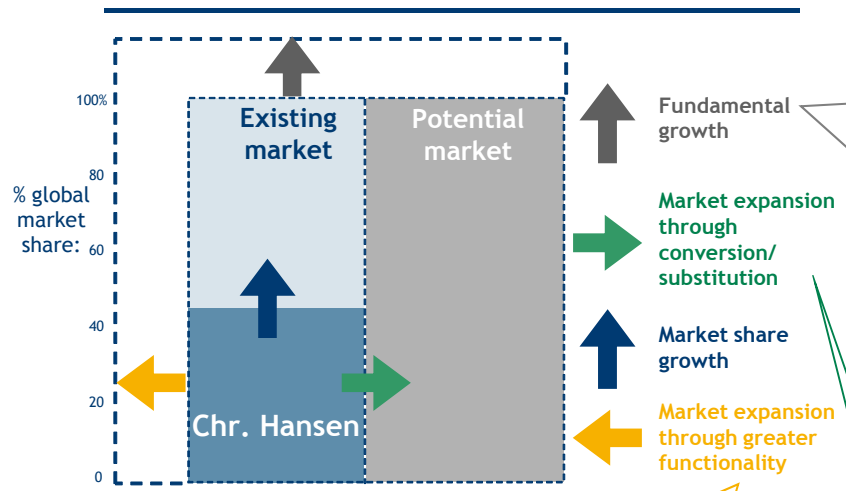 100%
80
60
40
20
0
% global
market
share:
Existing
market
Potential
market
Chr. Hansen
Fundamental
growth
Market expansion
through
conversion/
substitution
Market share
growth
Market expansion
through greater
functionality